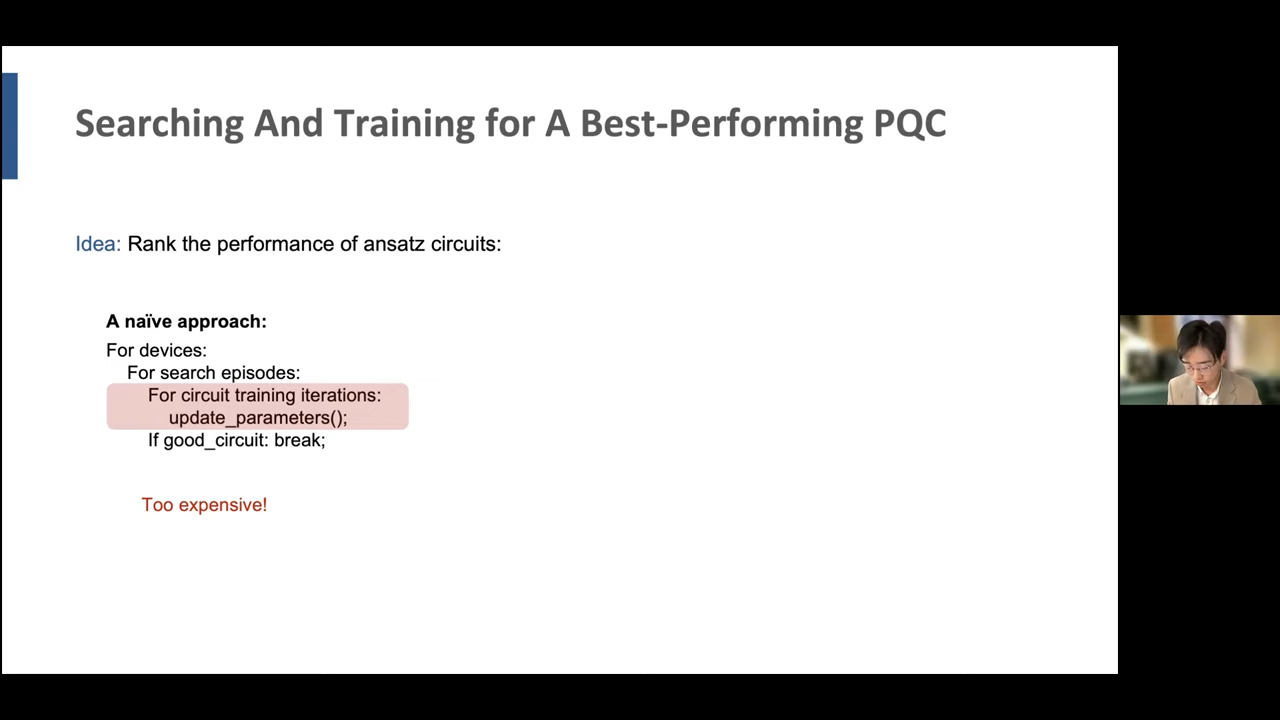 Searching And Training for A Best-Performing PQC
Idea: Rank the performance of ansatz circuits:
A naïve approach:
For devices:
For search episodes:
For circuit training iterations:
update_parameters();
If good_circuit: break;
Too expensive!